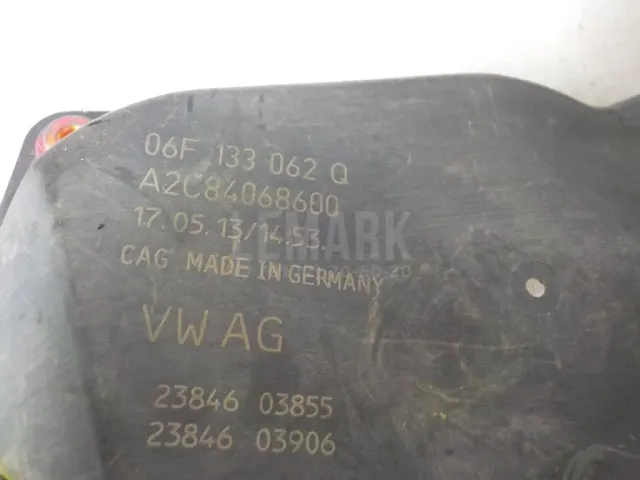 06F 133 062 Q
A2C84068600
17.05.13/14.53
LEMARK
CAG MADE IN GERMANY
VW AG
23846 03855
23846 03906